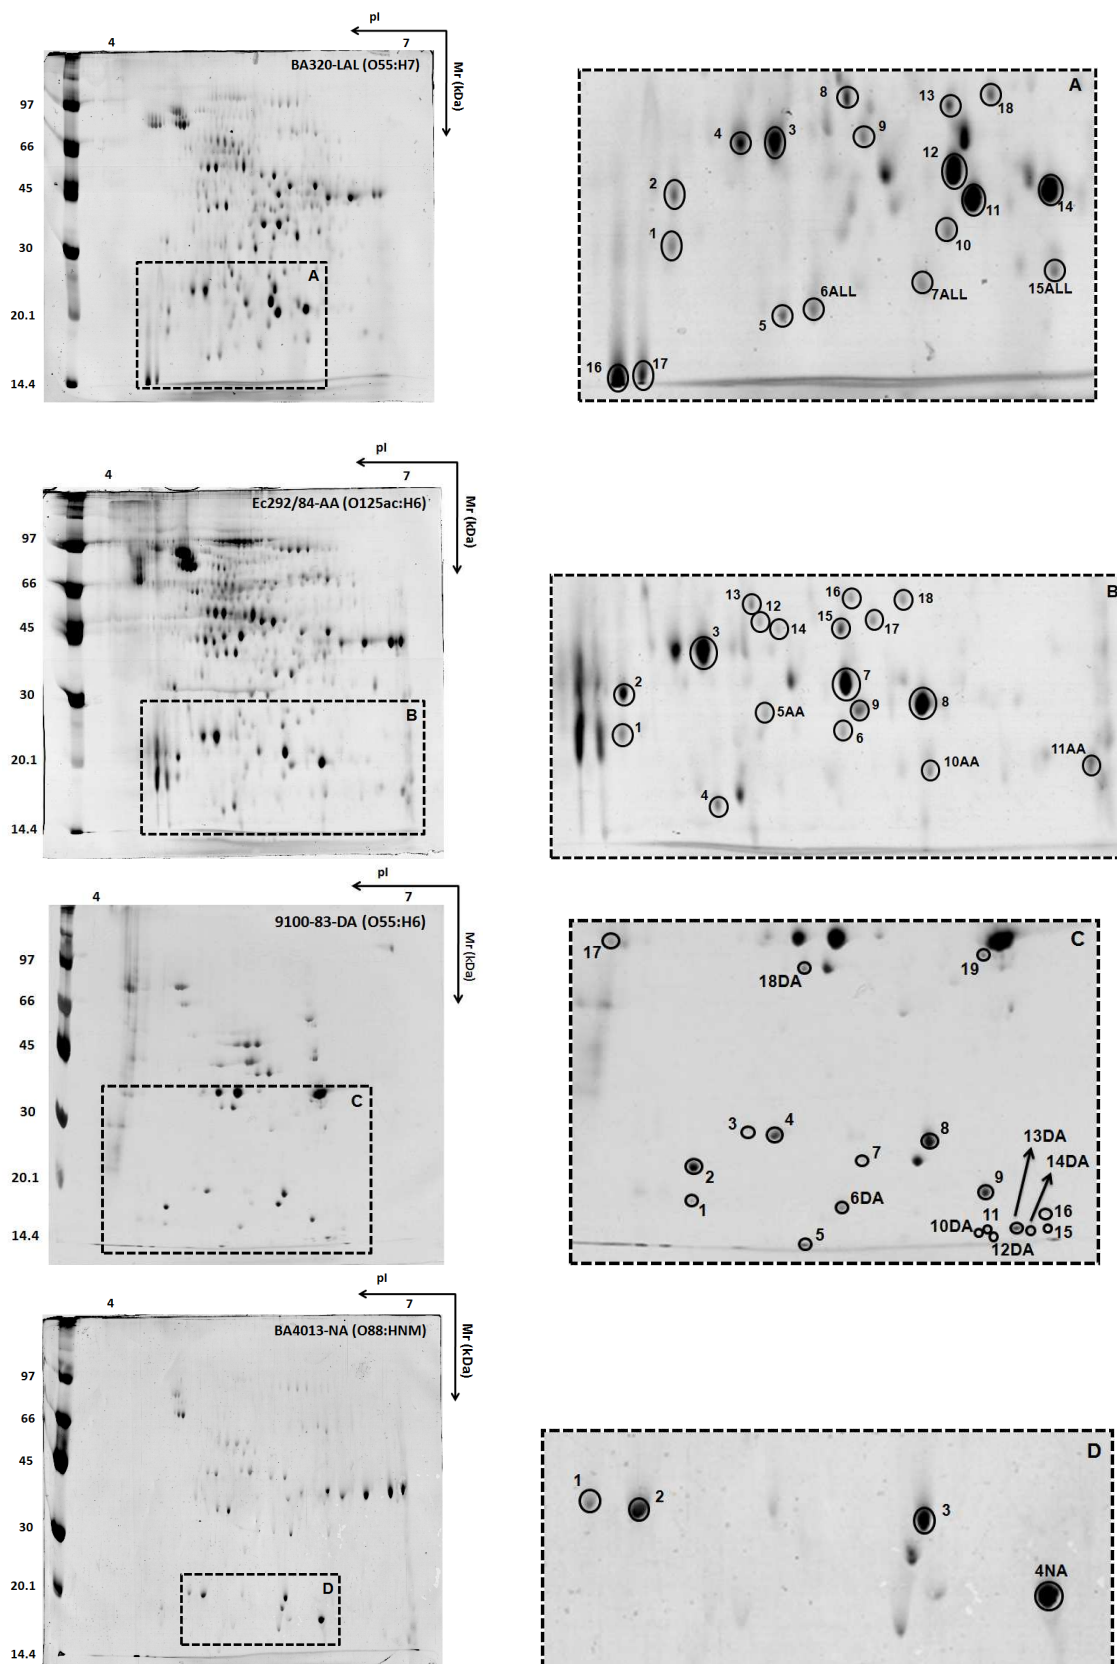 pI
4
7
BA320-LAL (O55:H7)
Mr (kDa)
97
66
45
30
20.1
14.4
A
A
8
13
18
4
3
9
12
2
11
14
1
10
6ALL
7ALL
15ALL
5
16
17
pI
4
7
Ec292/84-AA (O125ac:H6)
Mr (kDa)
97
66
45
30
20.1
14.4
B
B
13
12
14
16
18
15
17
3
2
7
8
5AA
9
1
6
10AA
11AA
4
pI
4
7
9100-83-DA (O55:H6)
Mr (kDa)
97
66
45
30
20.1
14.4
C
C
17
18DA
19
3
4
8
13DA
7
14DA
2
9
1
6DA
16
11
10DA
15
5
12DA
pI
4
7
BA4013-NA (O88:HNM)
Mr (kDa)
97
66
45
30
20.1
14.4
D
D
1
2
3
4NA